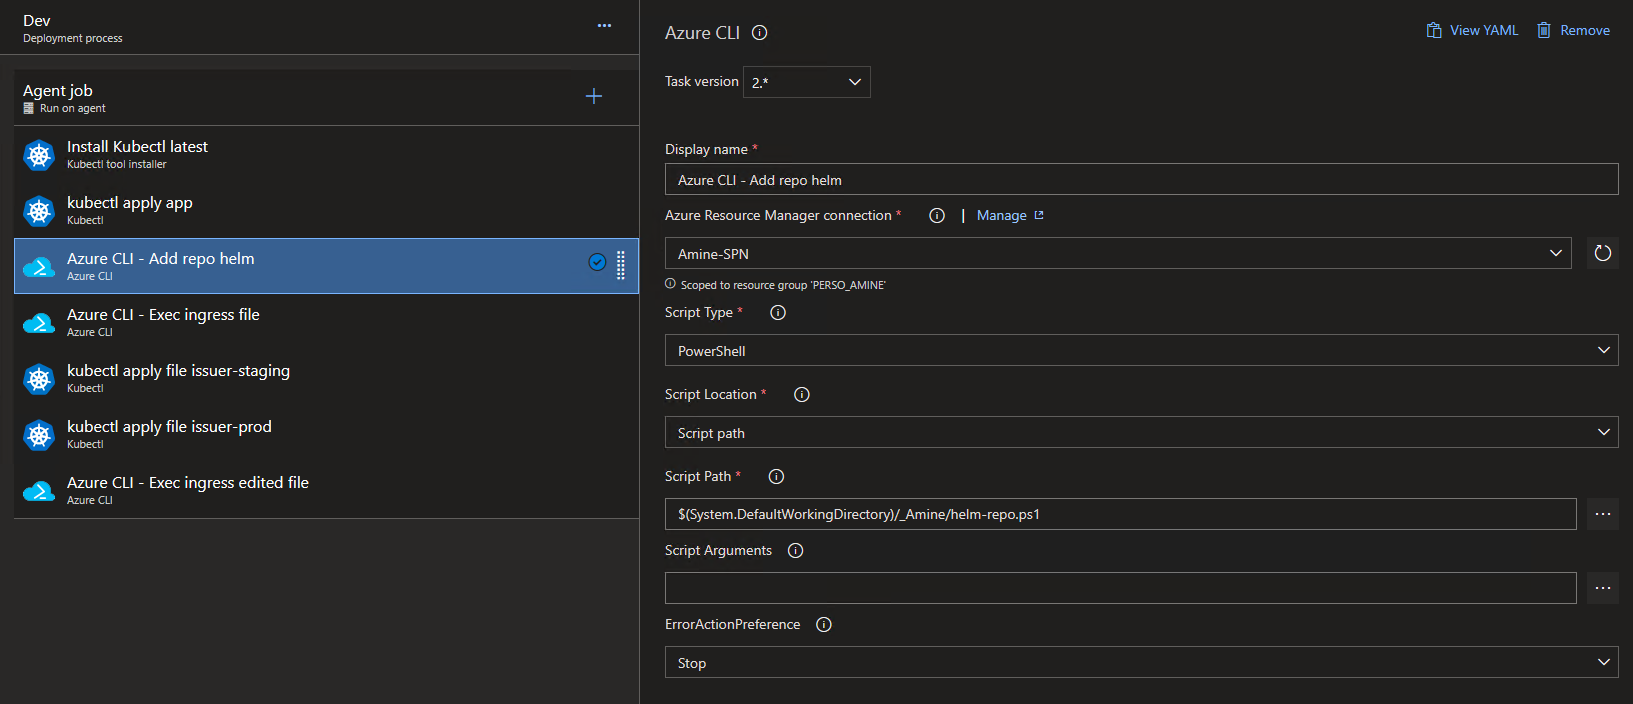 Dev
Deployment process
...
Agent job
Run on agent
Install Kubectl latest
Kubectl tool installer
kubectl apply app
Kubectl
Azure CLI - Add repo helm
Azure CLI
Azure CLI - Exec ingress file
Azure CLI
kubectl apply file issuer-staging
Kubectl
kubectl apply file issuer-prod
Kubectl
Azure CLI - Exec ingress edited file
Azure CLI
Azure CLI
View YAML
Remove
Task version 2.*
Display name *
Azure CLI - Add repo helm
Azure Resource Manager connection * | Manage
Amine-SPN
Scoped to resource group 'PERSO_AMINE'
Script Type *
PowerShell
Script Location *
Script path
Script Path *
$(System.DefaultWorkingDirectory)/_Amine/helm-repo.ps1
...
Script Arguments
...
ErrorActionPreference
Stop